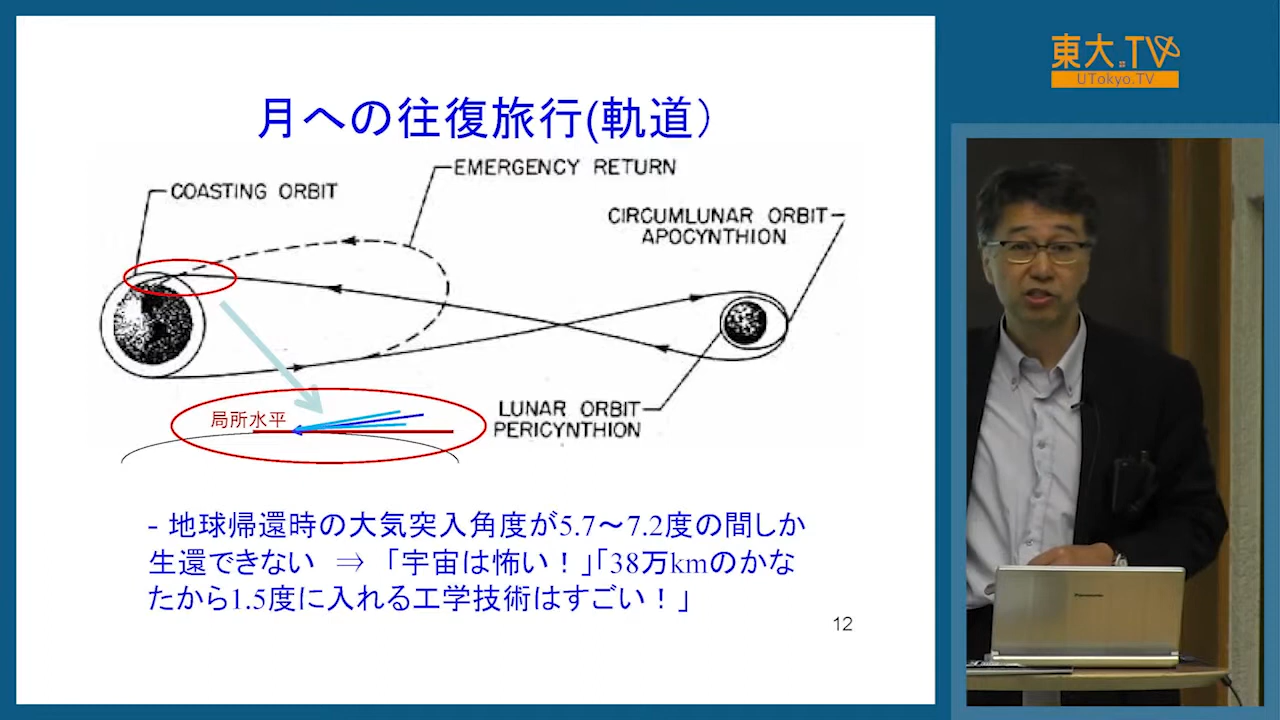 東大TV
UTokyo.TV
月への往復旅行(軌道）
EMERGENCY RETURN
COASTING ORBIT
CIRCUMLUNAR ORBIT
APOCYNTHION
局所水平
LUNAR ORBIT
PERICYNTHION
- 地球帰還時の大気突入角度が5.7～7.2度の間しか
生還できない ⇒ 「宇宙は怖い！」「38万kmのかな
たから1.5度に入れる工学技術はすごい！」
12
Panasonic